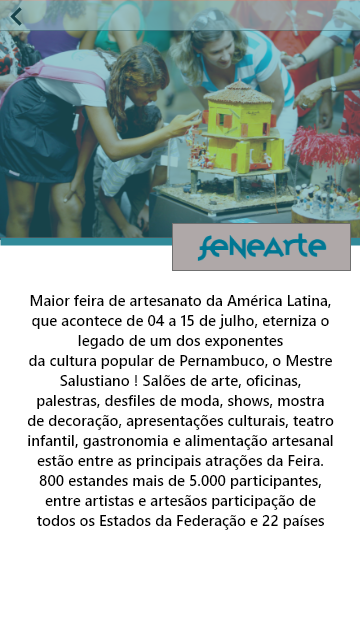 feNeArte
Maior feira de artesanato da América Latina,
que acontece de 04 a 15 de julho, eterniza o
legado de um dos exponentes
da cultura popular de Pernambuco, o Mestre
Salustiano ! Salões de arte, oficinas,
palestras, desfiles de moda, shows, mostra
de decoração, apresentações culturais, teatro
infantil, gastronomia e alimentação artesanal
estão entre as principais atrações da Feira.
800 estandes mais de 5.000 participantes,
entre artistas e artesãos participação de
todos os Estados da Federação e 22 países